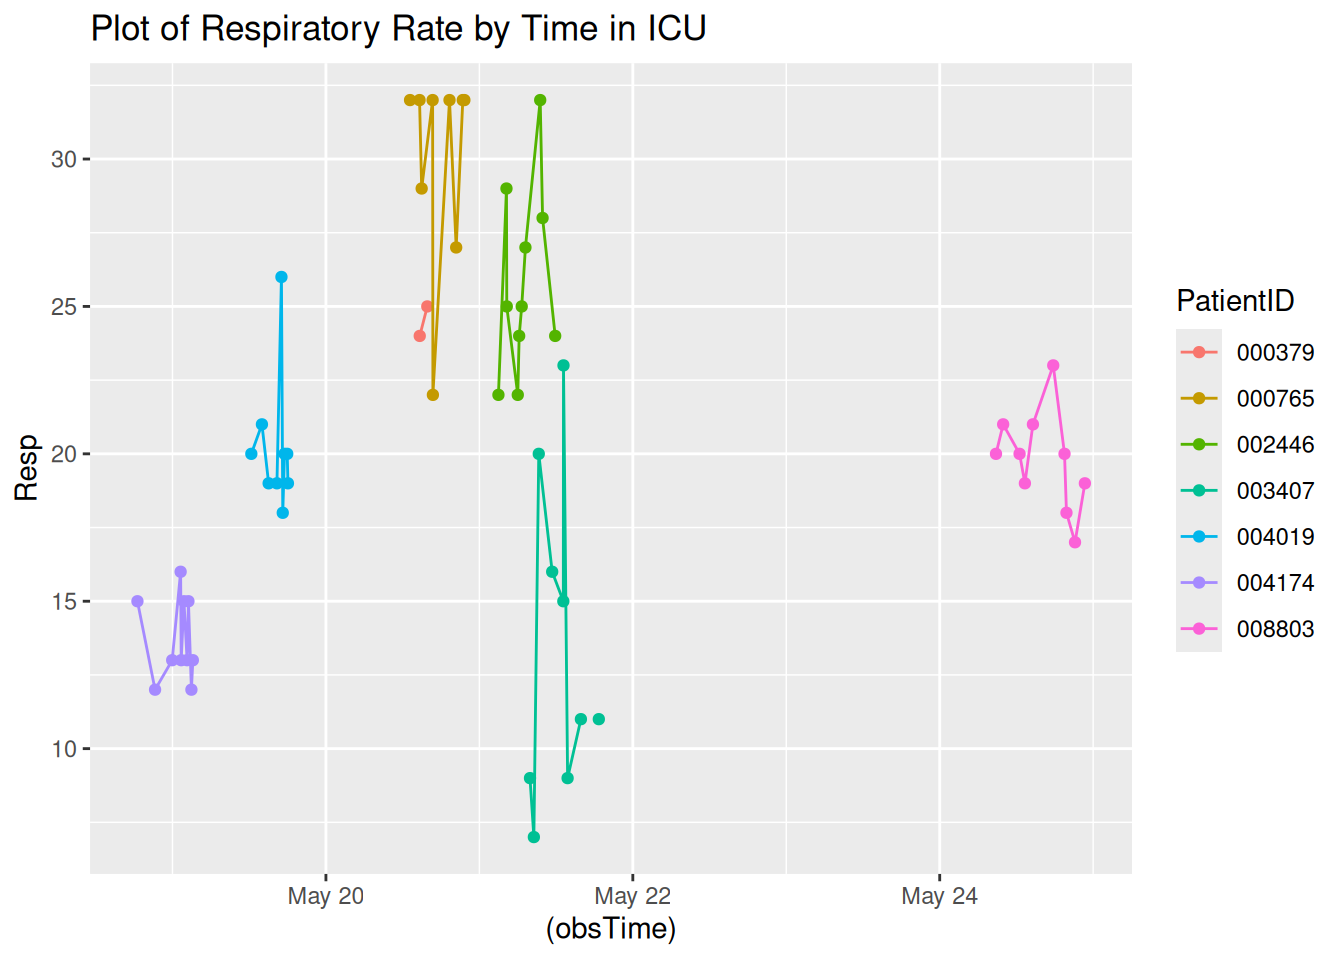 Plot of Respiratory Rate by Time in ICU
30
25
20
15
10
Resp
May 20
May 22
May 24
(obsTime)
PatientID
000379
000765
002446
003407
004019
004174
008803